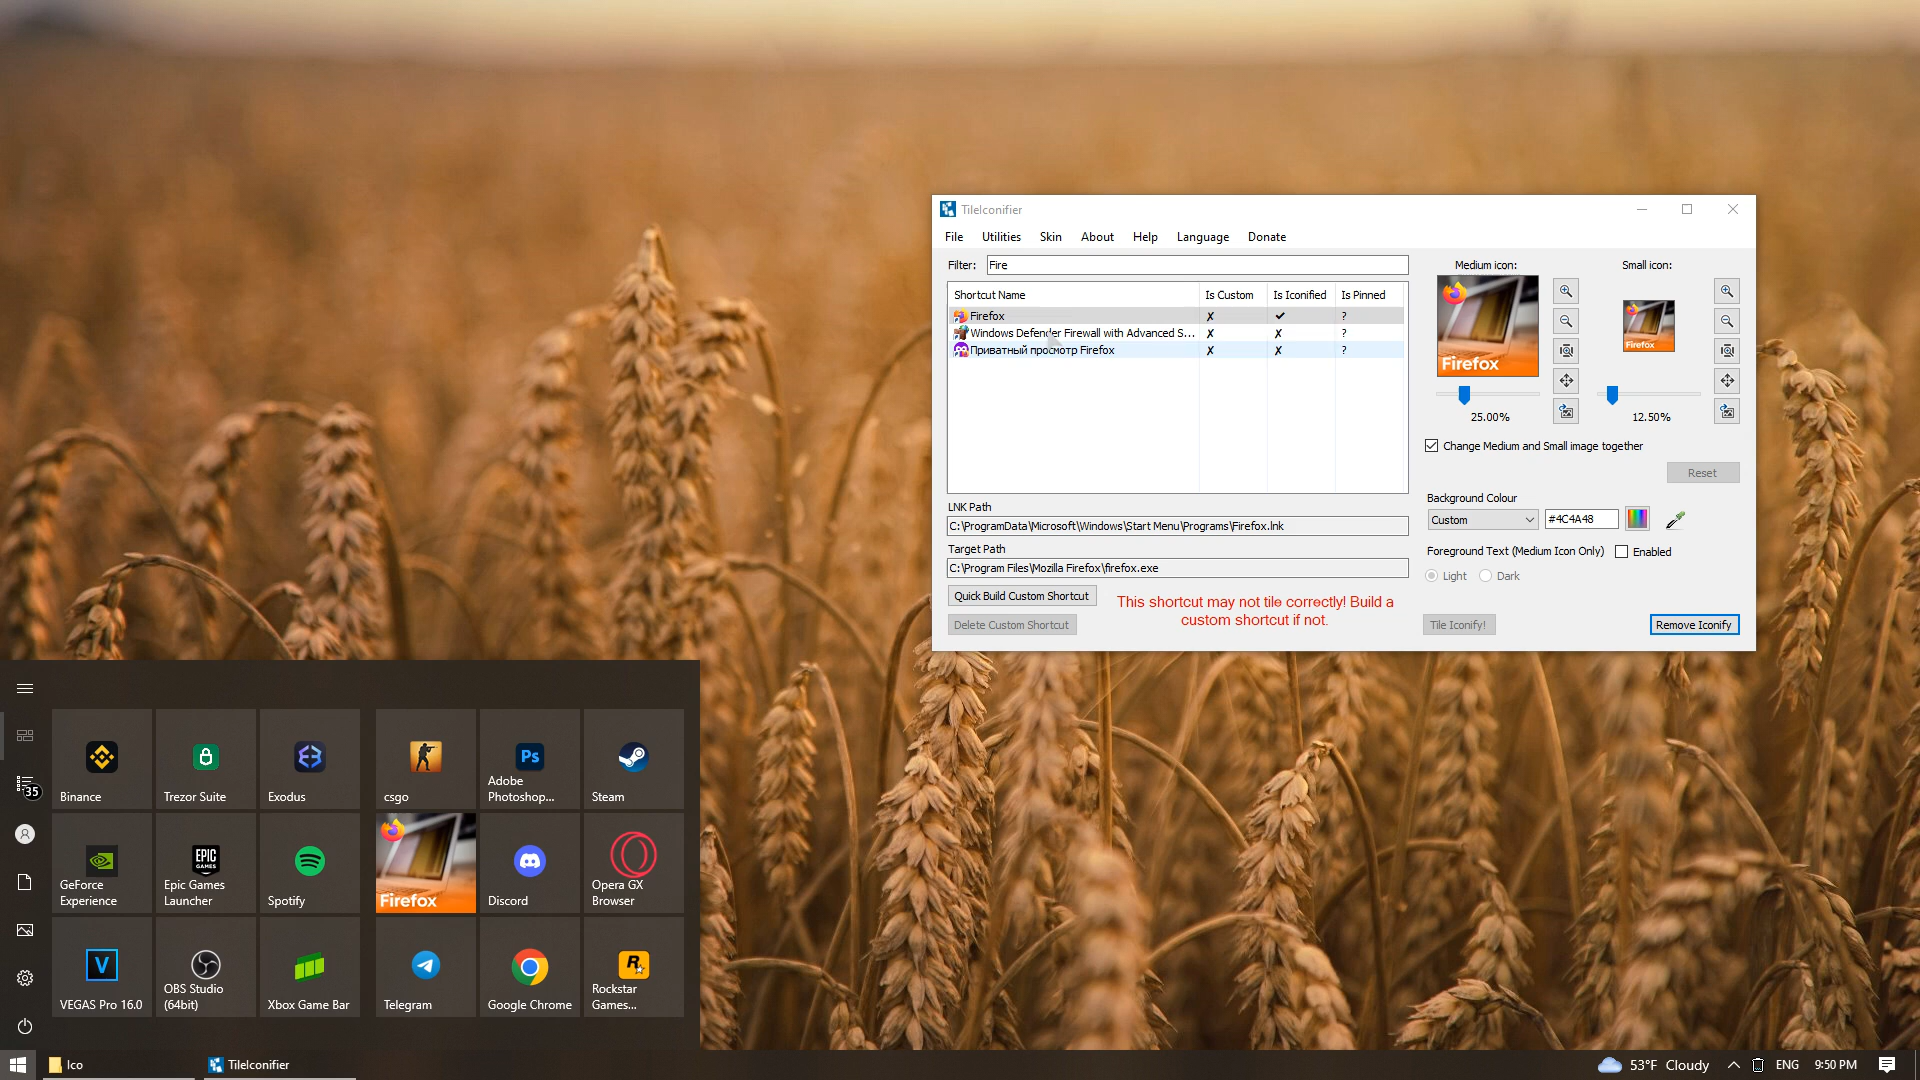 TileIconifier
File Utilities Skin About Help Language Donate
Filter: Fire
Shortcut Name Is Custom Is Iconified Is Pinned
Firefox ✗ ✓ ?
Windows Defender Firewall with Advanced S... ✗ ✗ ?
Приватный просмотр Firefox ✗ ✗ ?
LNK Path
C:\ProgramData\Microsoft\Windows\Start Menu\Programs\Firefox.lnk
Target Path
C:\Program Files\Mozilla Firefox\firefox.exe
Quick Build Custom Shortcut
Delete Custom Shortcut
This shortcut may not tile correctly! Build a
custom shortcut if not.
Medium icon: Small icon:
Firefox Firefox
25.00% 12.50%
Change Medium and Small image together
Reset
Background Colour
Custom #4C4A48
Foreground Text (Medium Icon Only) Enabled
Light Dark
Tile Iconify! Remove Iconify
35
Binance Trezor Suite Exodus
Ps
csgo Adobe
Photoshop... Steam
GeForce
Experience
EPIC
GAMES
Epic Games
Launcher
Spotify
Firefox
Discord
Opera GX
Browser
V
VEGAS Pro 16.0
OBS Studio
(64bit)
Xbox Game Bar
Telegram
Google Chrome
R
Rockstar
Games...
Ico TileIconifier 53°F Cloudy ENG 9:50 PM